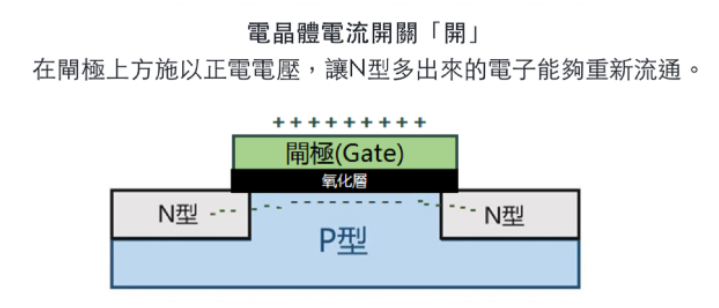 電晶體電流開關「開」
在閘極上方施以正電電壓，讓N型多出來的電子能夠重新流通。
+++++++++
閘極(Gate)
氧化層
N型
N型
P型